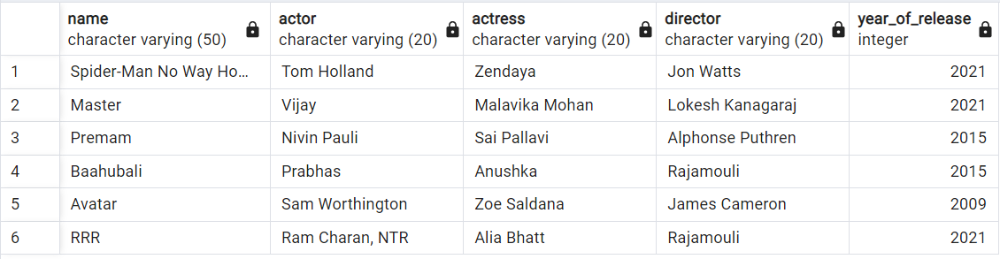 name actor actress director year_of_release
character varying (50) character varying (20) character varying (20) character varying (20) integer
1 Spider-Man No Way Ho... Tom Holland Zendaya Jon Watts 2021
2 Master Vijay Malavika Mohan Lokesh Kanagaraj 2021
3 Premam Nivin Pauli Sai Pallavi Alphonse Puthren 2015
4 Baahubali Prabhas Anushka Rajamouli 2015
5 Avatar Sam Worthington Zoe Saldana James Cameron 2009
6 RRR Ram Charan, NTR Alia Bhatt Rajamouli 2021